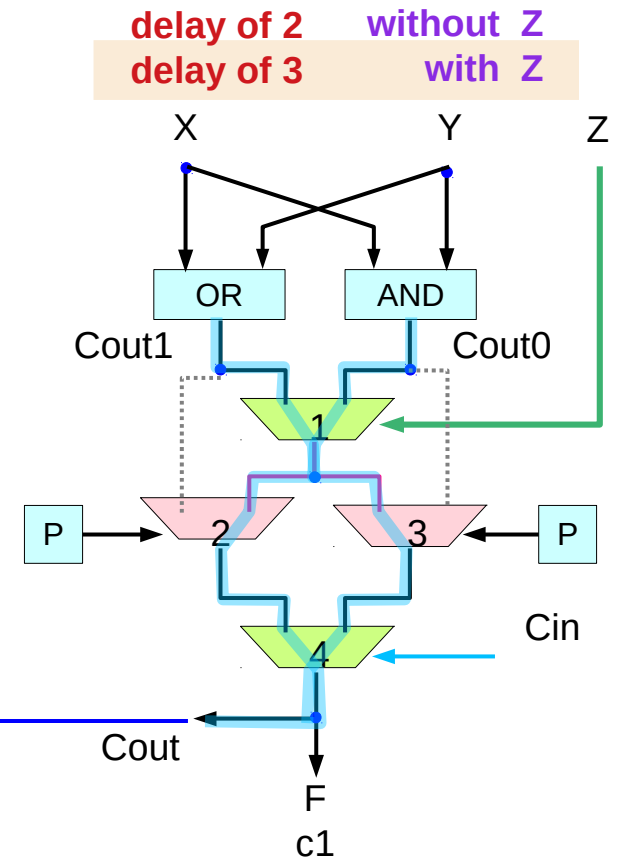 delay of 2 without Z
delay of 3 with Z
X Y Z
OR AND
Cout1 Cout0
1
P 2 3 P
Cin
4
Cout
F
c1